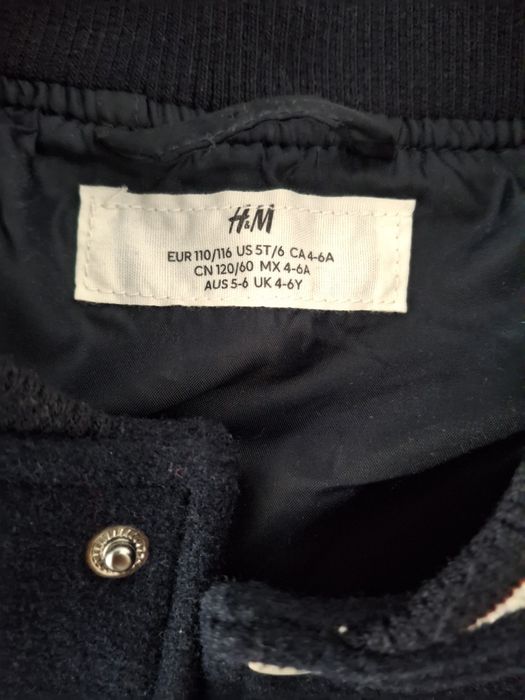 H&M
EUR 110/116 US 5T/6 CA 4-6A
CN 120/60 MX 4-6A
AUS 5-6 UK 4-6Y